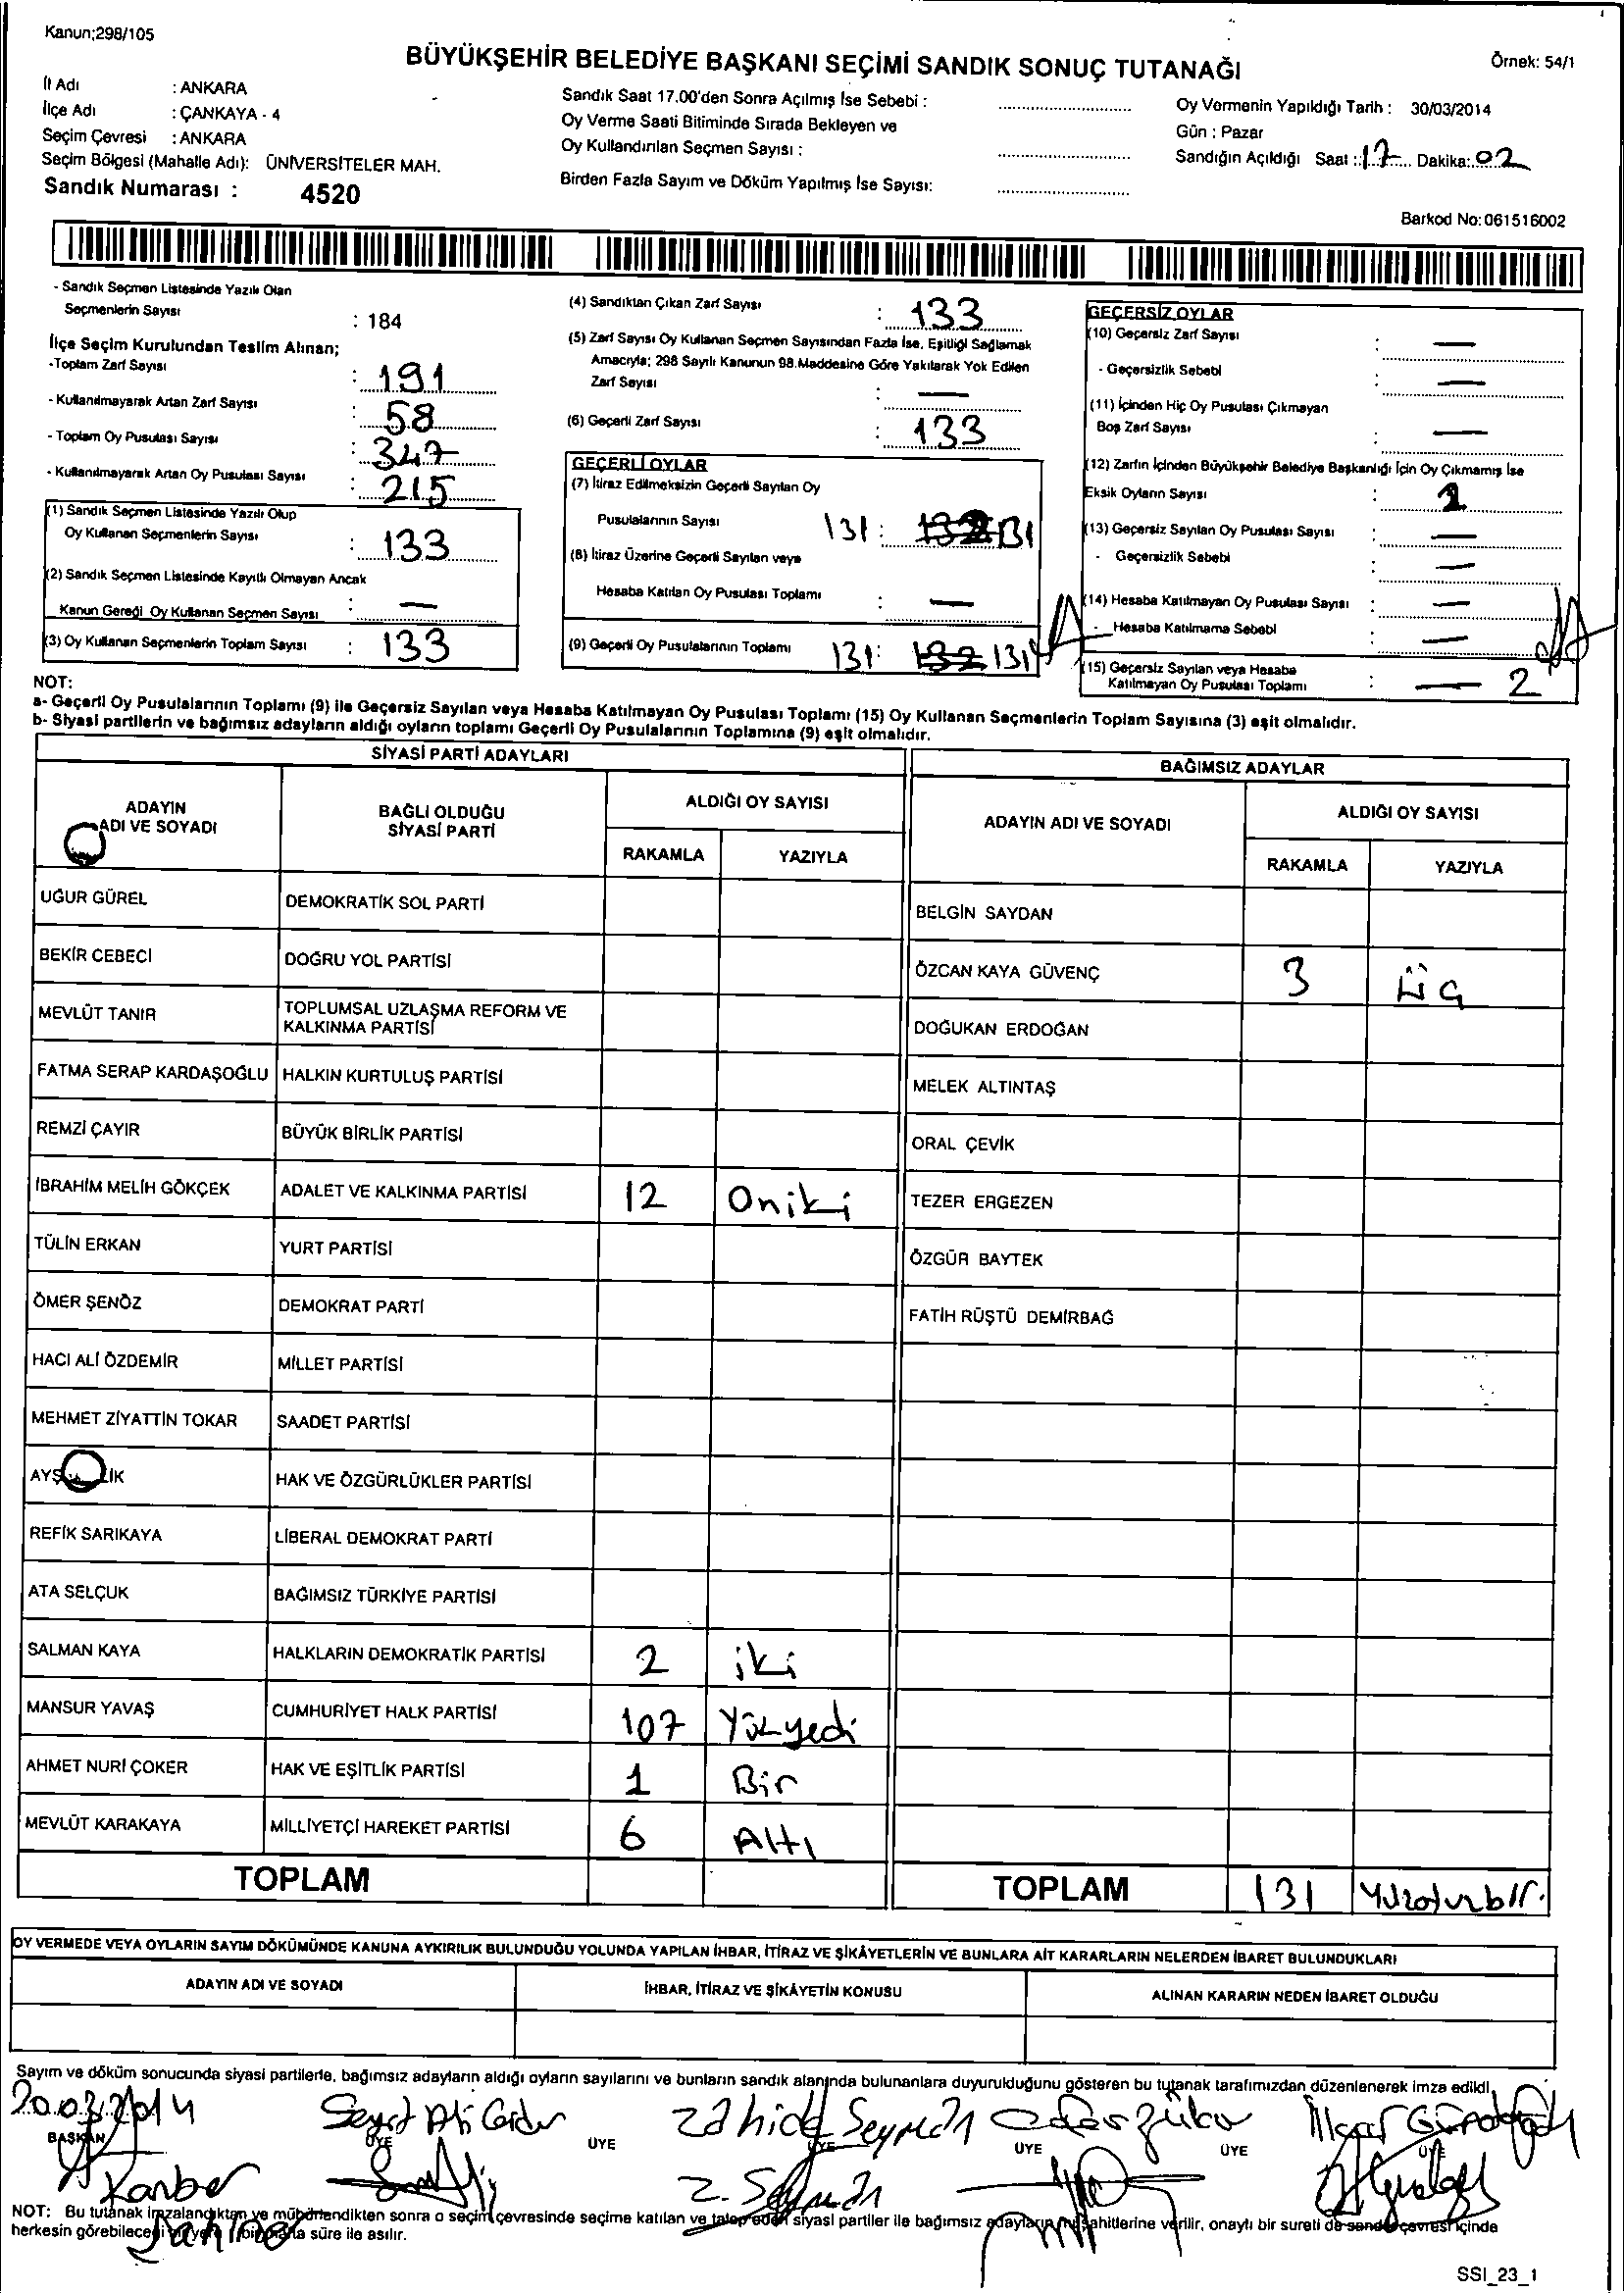 Kanun;298/105
BÜYÜKŞEHİR BELEDİYE BAŞKANI SEÇİMİ SANDIK SONUÇ TUTANAĞI
Örnek: 54/1
İl Adı : ANKARA
İlçe Adı : ÇANKAYA - 4
Seçim Çevresi : ANKARA
Seçim Bölgesi (Mahalle Adı): ÜNİVERSİTELER MAH.
Sandık Numarası : 4520
Sandık Saat 17.00'den Sonra Açılmış İse Sebebi :
Oy Verme Saati Bitiminde Sırada Bekleyen ve
Oy Kullandırılan Seçmen Sayısı :
Birden Fazla Sayım ve Döküm Yapılmış İse Sayısı:
Oy Vermenin Yapıldığı Tarih : 30/03/2014
Gün : Pazar
Sandığın Açıldığı Saat : 17 Dakika: 02
Barkod No: 061516002
- Sandık Seçmen Listesinde Yazılı Olan
Seçmenlerin Sayısı : 184
İlçe Seçim Kurulundan Teslim Alınan;
-Toplam Zarf Sayısı : 191
- Kullanılmayarak Artan Zarf Sayısı : 58
- Toplam Oy Pusulası Sayısı : 347
- Kullanılmayarak Artan Oy Pusulası Sayısı : 215
(1) Sandık Seçmen Listesinde Yazılı Olup
Oy Kullanan Seçmenlerin Sayısı : 133
(2) Sandık Seçmen Listesinde Kayıtlı Olmayan Ancak
Kanun Gereği Oy Kullanan Seçmen Sayısı : —
(3) Oy Kullanan Seçmenlerin Toplam Sayısı : 133
(4) Sandıktan Çıkan Zarf Sayısı : 133
(5) Zarf Sayısı Oy Kullanan Seçmen Sayısından Fazla İse, Eşitliği Sağlamak
Amacıyla; 298 Sayılı Kanunun 98.Maddesine Göre Yakılarak Yok Edilen
Zarf Sayısı : —
(6) Geçerli Zarf Sayısı : 133
GEÇERLİ OYLAR
(7) İtiraz Edilmeksizin Geçerli Sayılan Oy
Pusulalarının Sayısı 131 : 132 131
(8) İtiraz Üzerine Geçerli Sayılan veya
Hesaba Katılan Oy Pusulası Toplamı : —
(9) Geçerli Oy Pusulalarının Toplamı 131 : 132 131
GEÇERSİZ OYLAR
(10) Geçersiz Zarf Sayısı : —
- Geçersizlik Sebebi : —
(11) İçinden Hiç Oy Pusulası Çıkmayan
Boş Zarf Sayısı : —
(12) Zarfın İçinden Büyükşehir Belediye Başkanlığı İçin Oy Çıkmamış İse
Eksik Oyların Sayısı :
(13) Geçersiz Sayılan Oy Pusulası Sayısı : —
- Geçersizlik Sebebi : —
(14) Hesaba Katılmayan Oy Pusulası Sayısı : —
- Hesaba Katılmama Sebebi : —
(15) Geçersiz Sayılan veya Hesaba
Katılmayan Oy Pusulası Toplamı : — 2
NOT:
a- Geçerli Oy Pusulalarının Toplamı (9) ile Geçersiz Sayılan veya Hesaba Katılmayan Oy Pusulası Toplamı (15) Oy Kullanan Seçmenlerin Toplam Sayısına (3) eşit olmalıdır.
b- Siyasi partilerin ve bağımsız adayların aldığı oyların toplamı Geçerli Oy Pusulalarının Toplamına (9) eşit olmalıdır.
SİYASİ PARTİ ADAYLARI
ADAYIN ADI VE SOYADI BAĞLI OLDUĞU SİYASİ PARTİ ALDIĞI OY SAYISI
RAKAMLA YAZIYLA
UĞUR GÜREL DEMOKRATİK SOL PARTİ
BEKİR CEBECİ DOĞRU YOL PARTİSİ
MEVLÜT TANIR TOPLUMSAL UZLAŞMA REFORM VE KALKINMA PARTİSİ
FATMA SERAP KARDAŞOĞLU HALKIN KURTULUŞ PARTİSİ
REMZİ ÇAYIR BÜYÜK BİRLİK PARTİSİ
İBRAHİM MELİH GÖKÇEK ADALET VE KALKINMA PARTİSİ 12 Oniki
TÜLİN ERKAN YURT PARTİSİ
ÖMER ŞENÖZ DEMOKRAT PARTİ
HACI ALİ ÖZDEMİR MİLLET PARTİSİ
MEHMET ZİYATTİN TOKAR SAADET PARTİSİ
HAK VE ÖZGÜRLÜKLER PARTİSİ
REFİK SARIKAYA LİBERAL DEMOKRAT PARTİ
ATA SELÇUK BAĞIMSIZ TÜRKİYE PARTİSİ
SALMAN KAYA HALKLARIN DEMOKRATİK PARTİSİ 2 iki
MANSUR YAVAŞ CUMHURİYET HALK PARTİSİ 107 Yüzyedi
AHMET NURİ ÇOKER HAK VE EŞİTLİK PARTİSİ 1 Bir
MEVLÜT KARAKAYA MİLLİYETÇİ HAREKET PARTİSİ 6 Altı
TOPLAM
BAĞIMSIZ ADAYLAR
ADAYIN ADI VE SOYADI ALDIĞI OY SAYISI
RAKAMLA YAZIYLA
BELGİN SAYDAN
ÖZCAN KAYA GÜVENÇ 3 Üç
DOĞUKAN ERDOĞAN
MELEK ALTINTAŞ
ORAL ÇEVİK
TEZER ERGEZEN
ÖZGÜR BAYTEK
FATİH RÜŞTÜ DEMİRBAĞ
TOPLAM 131 Yüzotuzbir.
OY VERMEDE VEYA OYLARIN SAYIM DÖKÜMÜNDE KANUNA AYKIRILIK BULUNDUĞU YOLUNDA YAPILAN İHBAR, İTİRAZ VE ŞİKÂYETLERİN VE BUNLARA AİT KARARLARIN NELERDEN İBARET BULUNDUKLARI
ADAYIN ADI VE SOYADI İHBAR, İTİRAZ VE ŞİKÂYETİN KONUSU ALINAN KARARIN NEDEN İBARET OLDUĞU
Sayım ve döküm sonucunda siyasi partilerle, bağımsız adayların aldığı oyların sayılarını ve bunların sandık alanında bulunanlara duyurulduğunu gösteren bu tutanak tarafımızdan düzenlenerek imza edildi.
Zahide Seyman
BAŞKAN ÜYE ÜYE ÜYE ÜYE ÜYE ÜYE
Kanber Z. Seyman
NOT: Bu tutanak imzalandıktan ve mühürlendikten sonra o seçim çevresinde seçime katılan ve talep eden siyasi partiler ile bağımsız adayların müşahitlerine verilir, onaylı bir sureti de sandık çevresi içinde
herkesin görebileceği bir yere bir hafta süre ile asılır.
SSI_23_1